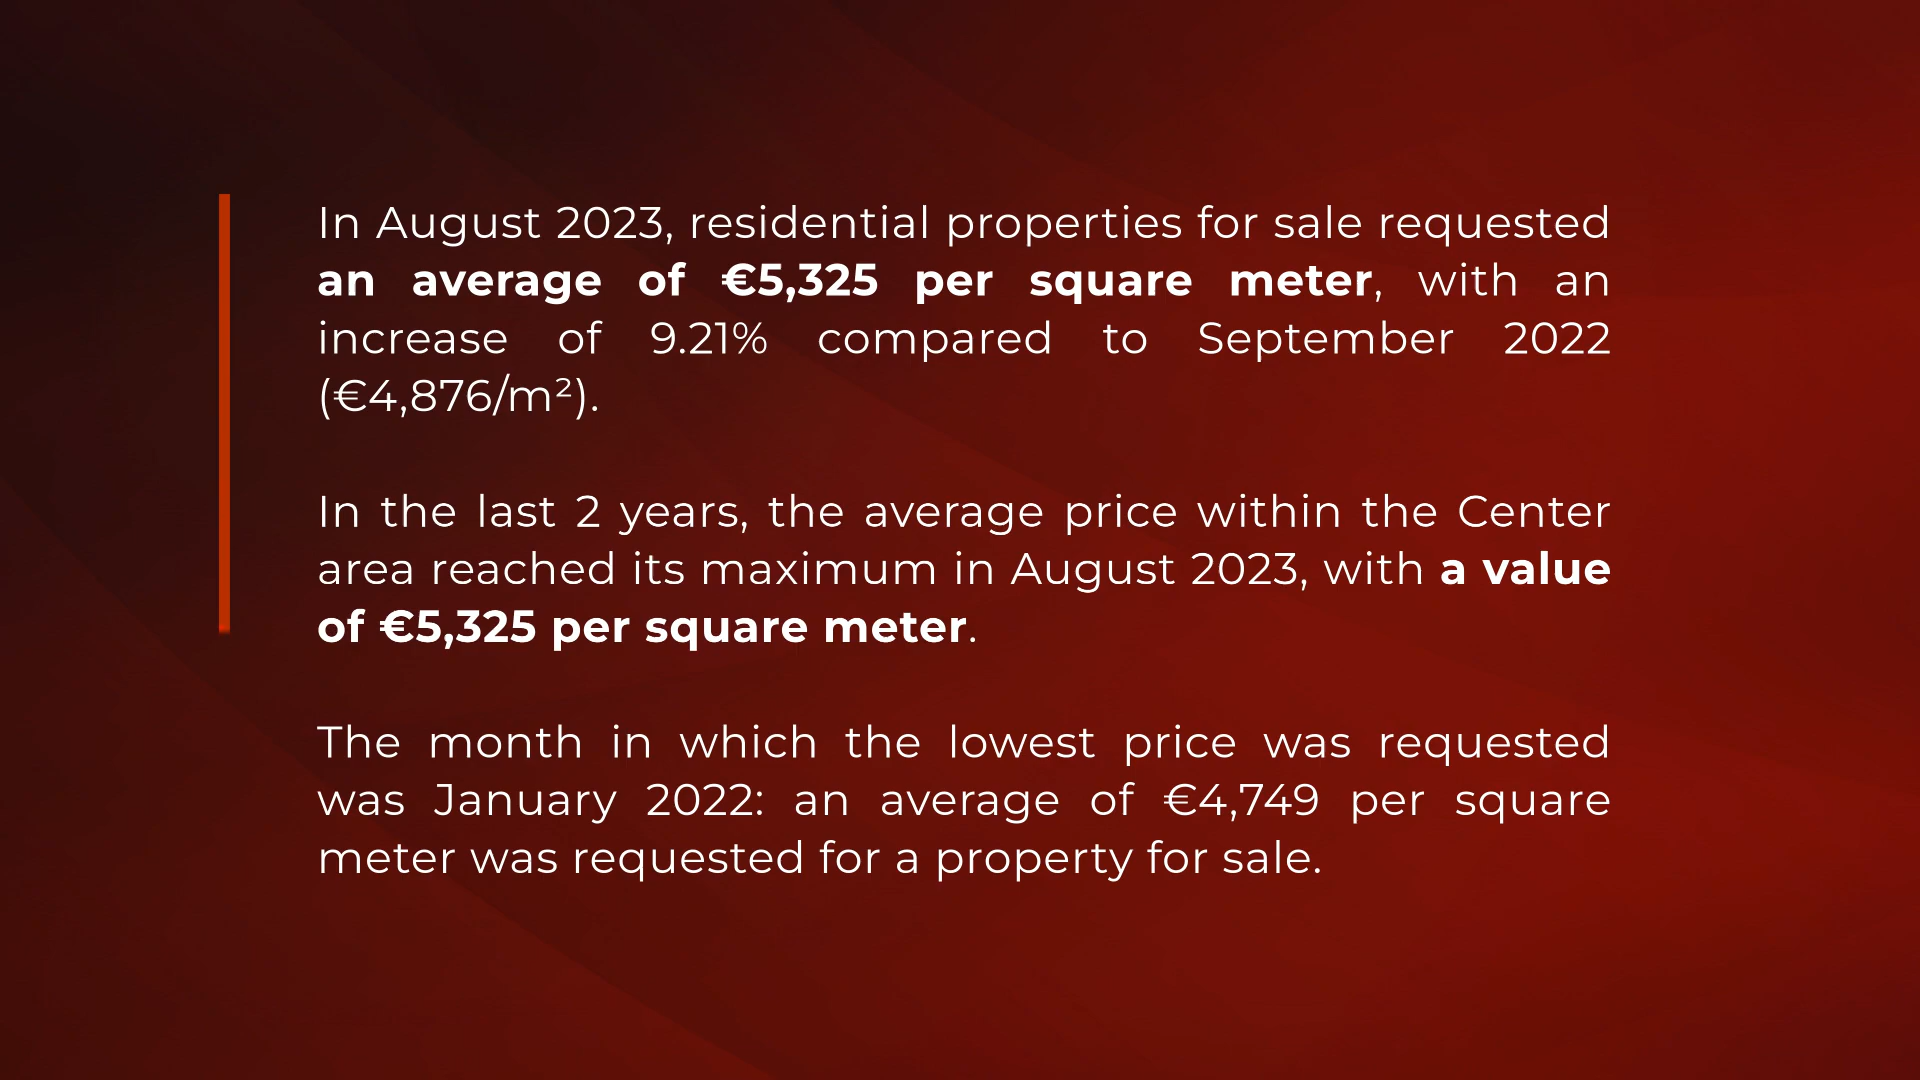 In August 2023, residential properties for sale requested
an average of €5,325 per square meter, with an
increase of 9.21% compared to September 2022
(€4,876/m²).
In the last 2 years, the average price within the Center
area reached its maximum in August 2023, with a value
of €5,325 per square meter.
The month in which the lowest price was requested
was January 2022: an average of €4,749 per square
meter was requested for a property for sale.